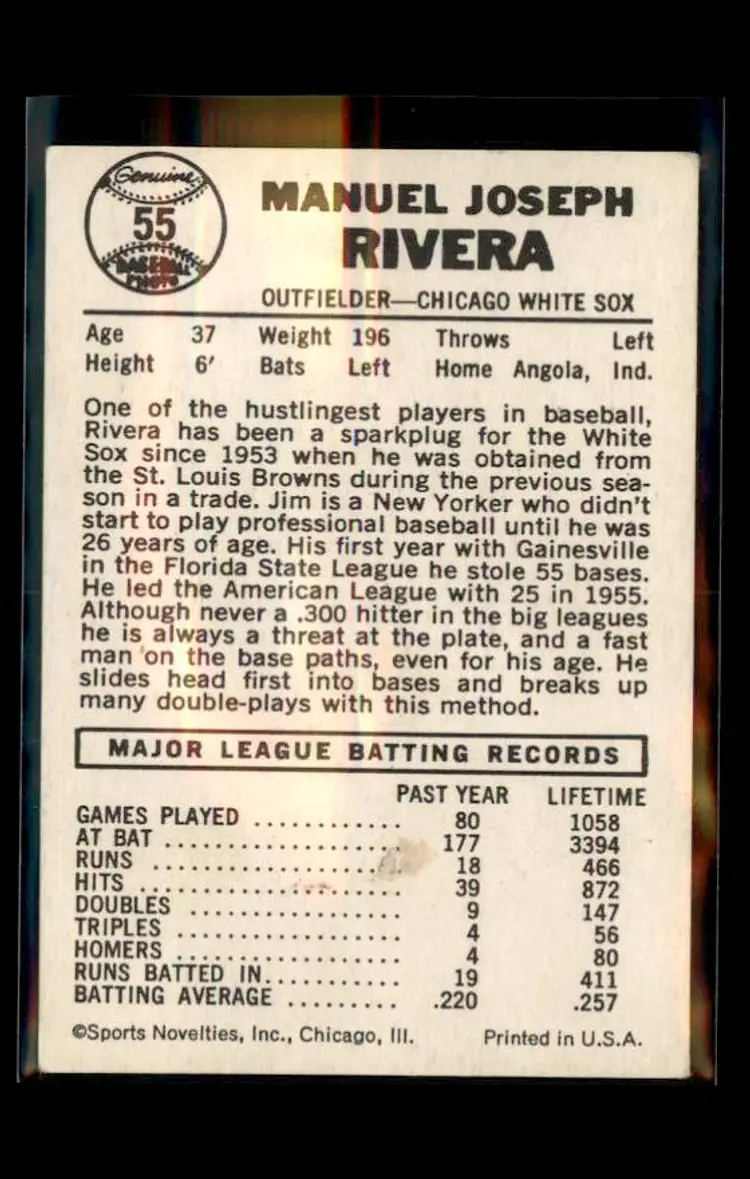 Genuine
55
BASEBALL
PHOTO
MANUEL JOSEPH
RIVERA
OUTFIELDER—CHICAGO WHITE SOX
Age 37 Weight 196 Throws Left
Height 6' Bats Left Home Angola, Ind.
One of the hustlingest players in baseball,
Rivera has been a sparkplug for the White
Sox since 1953 when he was obtained from
the St. Louis Browns during the previous sea-
son in a trade. Jim is a New Yorker who didn't
start to play professional baseball until he was
26 years of age. His first year with Gainesville
in the Florida State League he stole 55 bases.
He led the American League with 25 in 1955.
Although never a .300 hitter in the big leagues
he is always a threat at the plate, and a fast
man on the base paths, even for his age. He
slides head first into bases and breaks up
many double-plays with this method.
MAJOR LEAGUE BATTING RECORDS
PAST YEAR LIFETIME
GAMES PLAYED ............ 80 1058
AT BAT .................... 177 3394
RUNS ..................... 18 466
HITS ...................... 39 872
DOUBLES .................. 9 147
TRIPLES ................... 4 56
HOMERS ................... 4 80
RUNS BATTED IN............ 19 411
BATTING AVERAGE ......... .220 .257
©Sports Novelties, Inc., Chicago, Ill. Printed in U.S.A.